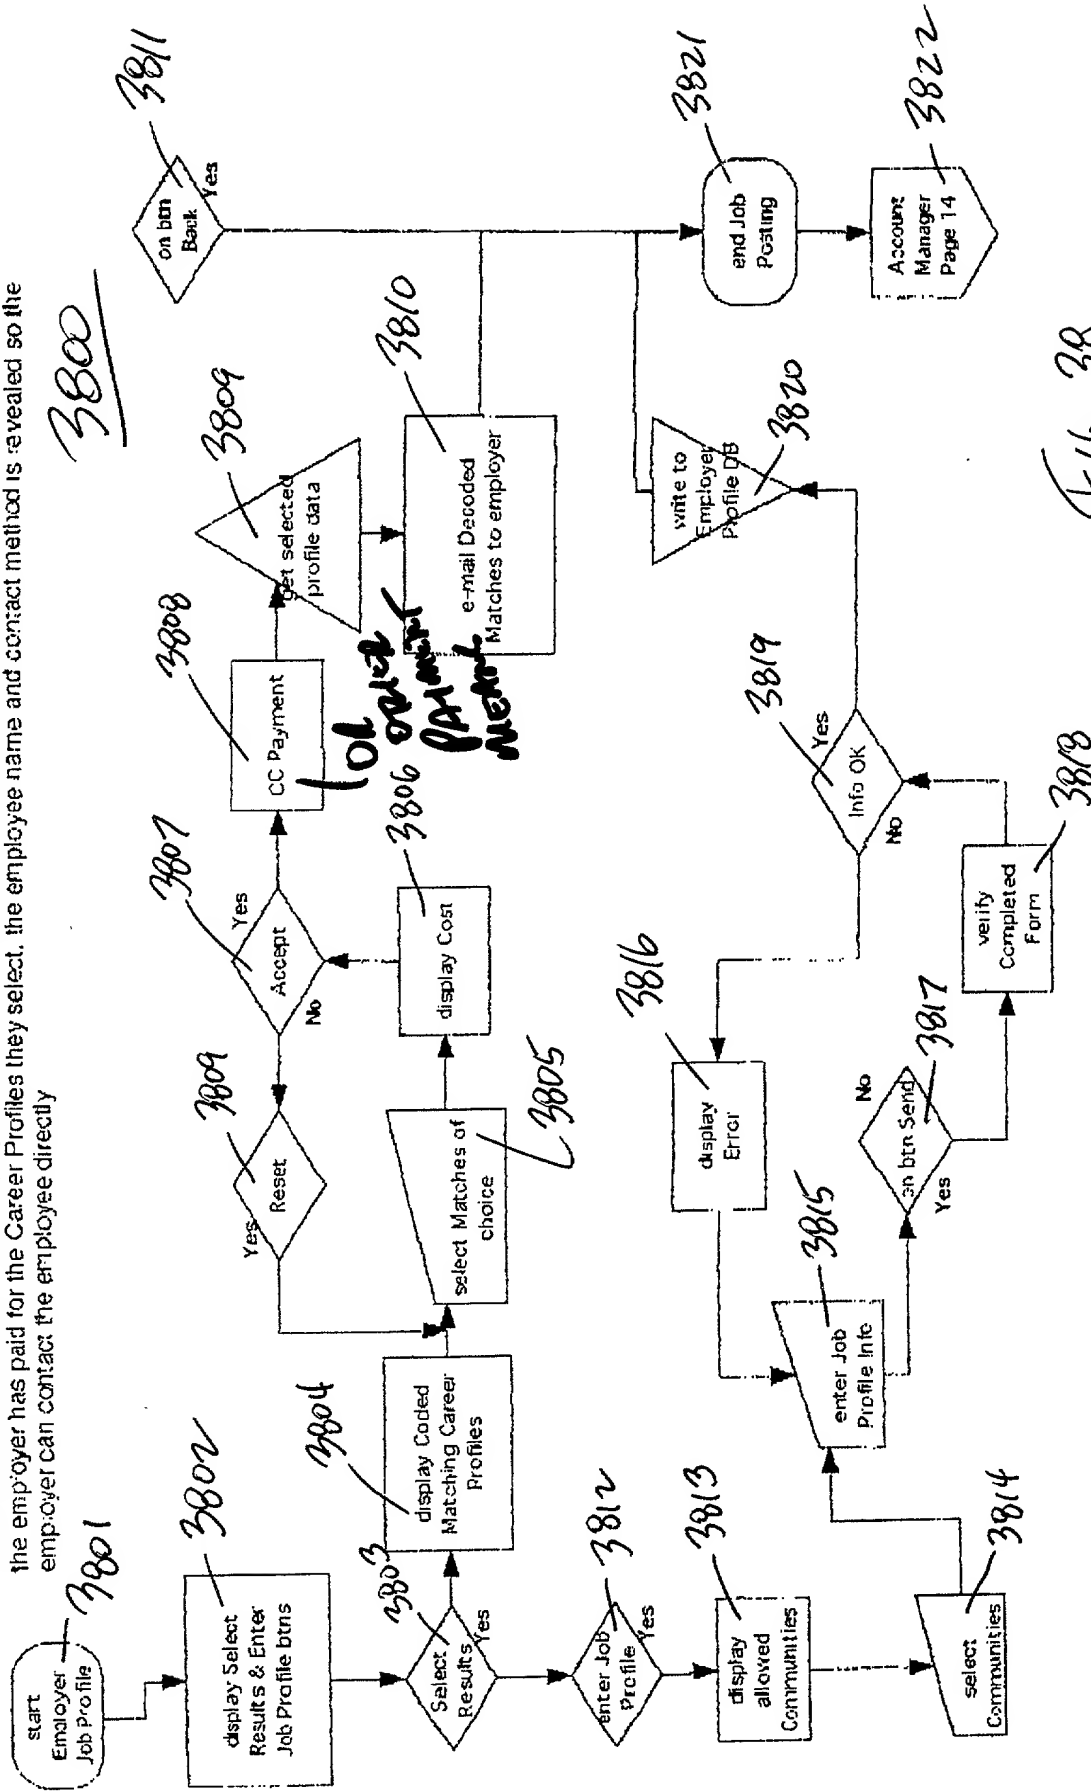 the employer has paid for the Career Profiles they select. the employee name and contact method is revealed so the
employer can contact the employee directly
3800
start
Employer
Job Profile
3801
display Select
Results & Enter
Job Profile btns
3802
Select
Results
3803
Yes
display Coded
Matching Career
Profiles
3804
select Matches of
choice
3805
display Cost
3806
Accept
3807
Yes
No
Reset
3809
Yes
CC Payment
3808
OR
OTHER
PAYMENT
MEANS
get selected
profile data
3809
e-mail Decoded
Matches to employer
3810
on btn
Back
3811
Yes
enter Job
Profile
3812
Yes
display
allowed
Communities
3813
select
Communities
3814
enter Job
Profile Info
3815
display
Error
3816
on btn Send
3817
No
Yes
verify
Completed
Form
3818
Info OK
3819
Yes
No
write to
Employer
Profile DB
3820
end Job
Posting
3821
Account
Manager
Page 14
3822
38